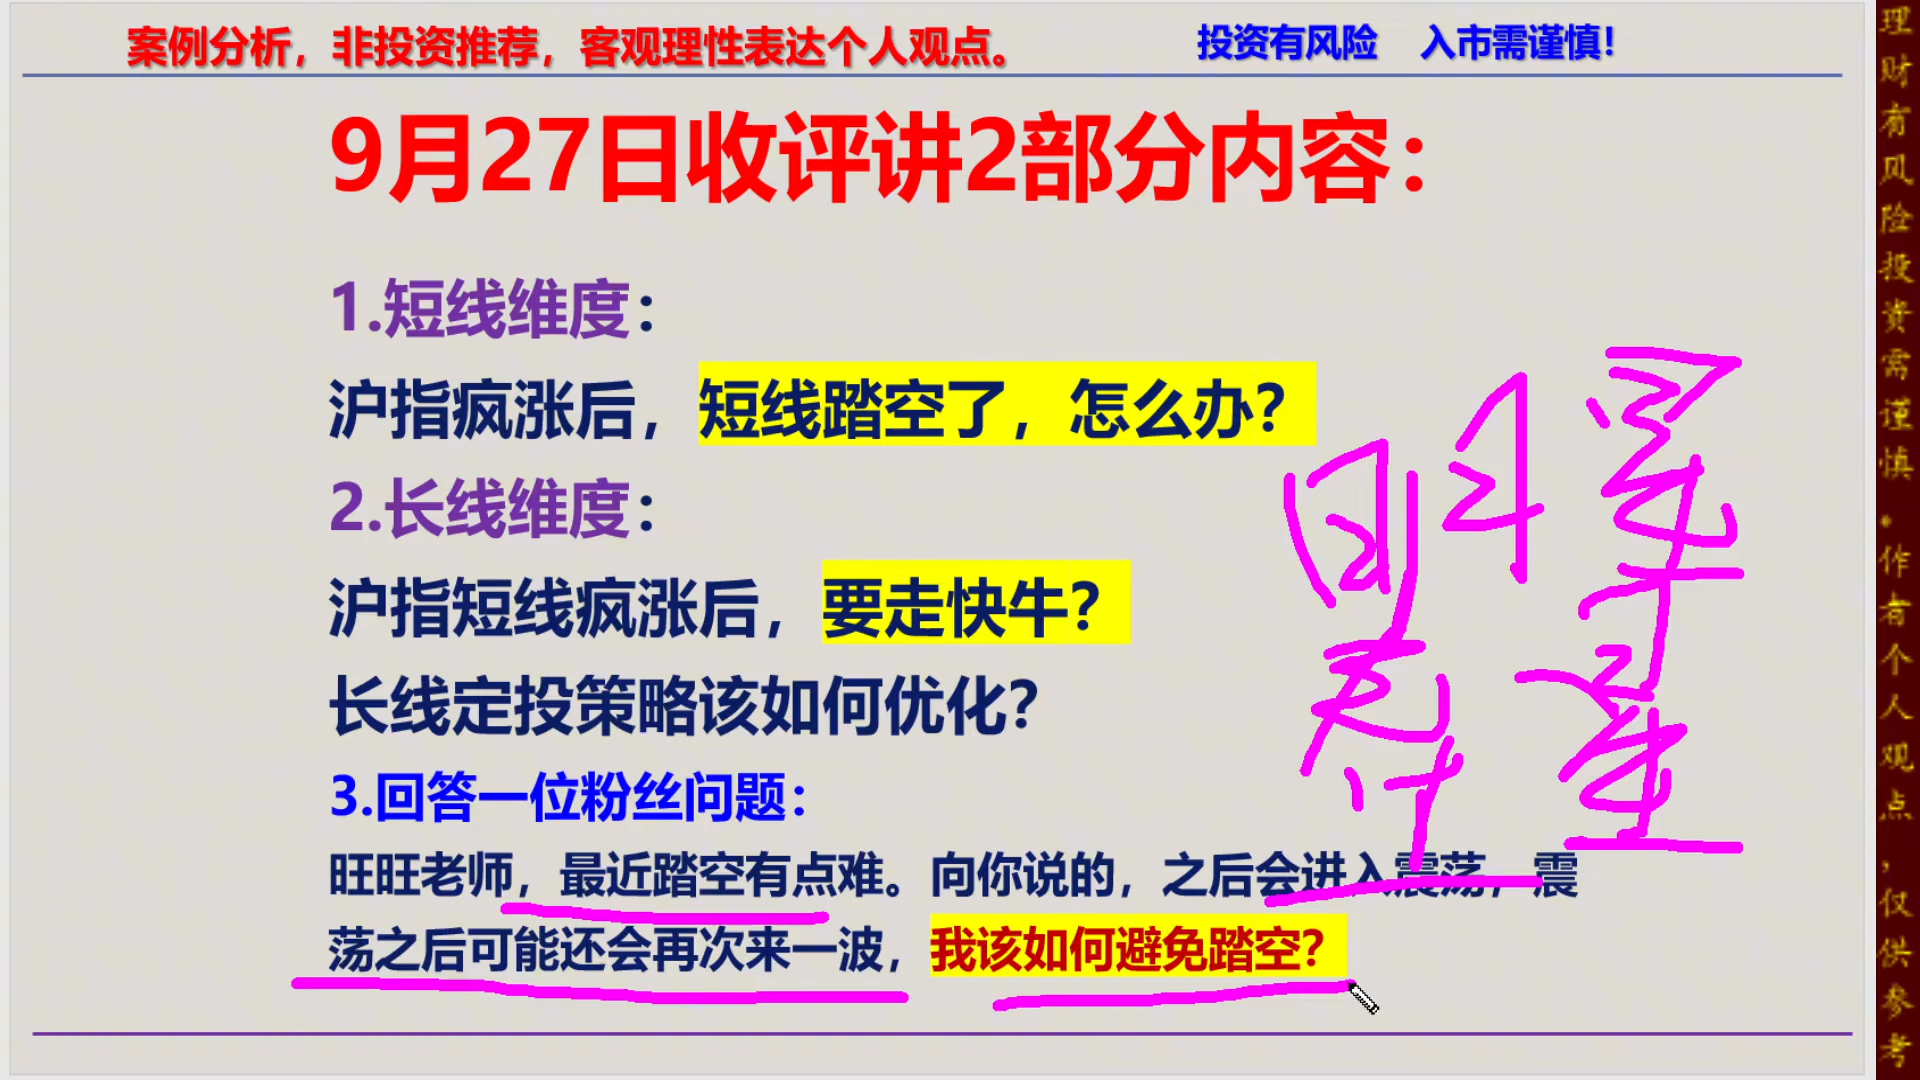 案例分析，非投资推荐，客观理性表达个人观点。
投资有风险 入市需谨慎！
9月27日收评讲2部分内容：
1.短线维度：
沪指疯涨后，短线踏空了，怎么办？
2.长线维度：
沪指短线疯涨后，要走快牛？
长线定投策略该如何优化？
3.回答一位粉丝问题：
旺旺老师，最近踏空有点难。向你说的，之后会进入震荡，震
荡之后可能还会再次来一波，我该如何避免踏空？
理财有风险投资需谨慎．作者个人观点，仅供参考